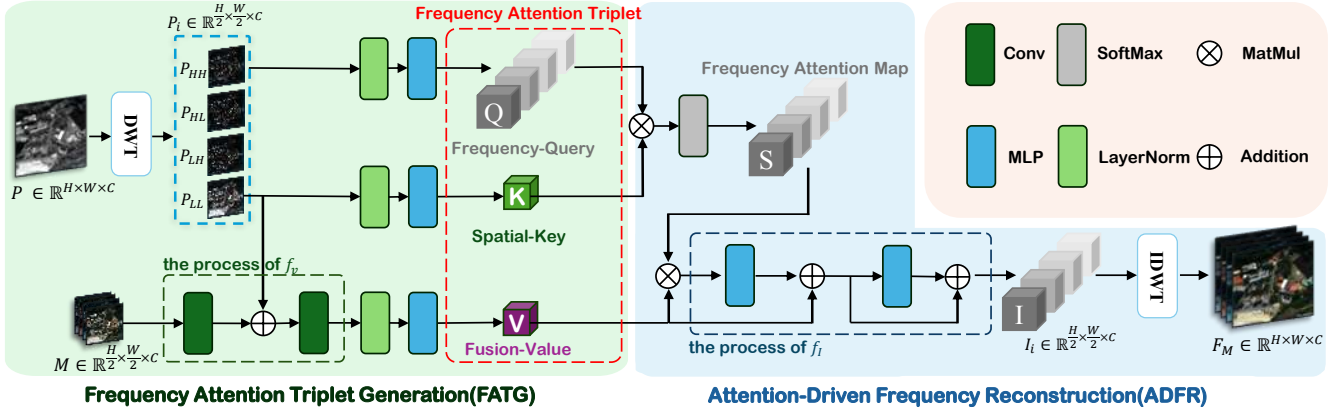 P_i ∈ ℝ^{H/2 × W/2 × C}
Frequency Attention Triplet
P_HH
P_HL
P_LH
P_LL
DWT
P ∈ ℝ^{H×W×C}
Q
Frequency-Query
K
Spatial-Key
the process of f_v
V
Fusion-Value
M ∈ ℝ^{H/2 × W/2 × C}
Frequency Attention Triplet Generation(FATG)
Frequency Attention Map
S
the process of f_I
I
I_i ∈ ℝ^{H/2 × W/2 × C}
IDWT
F_M ∈ ℝ^{H×W×C}
Attention-Driven Frequency Reconstruction(ADFR)
Conv
SoftMax
MatMul
MLP
LayerNorm
Addition